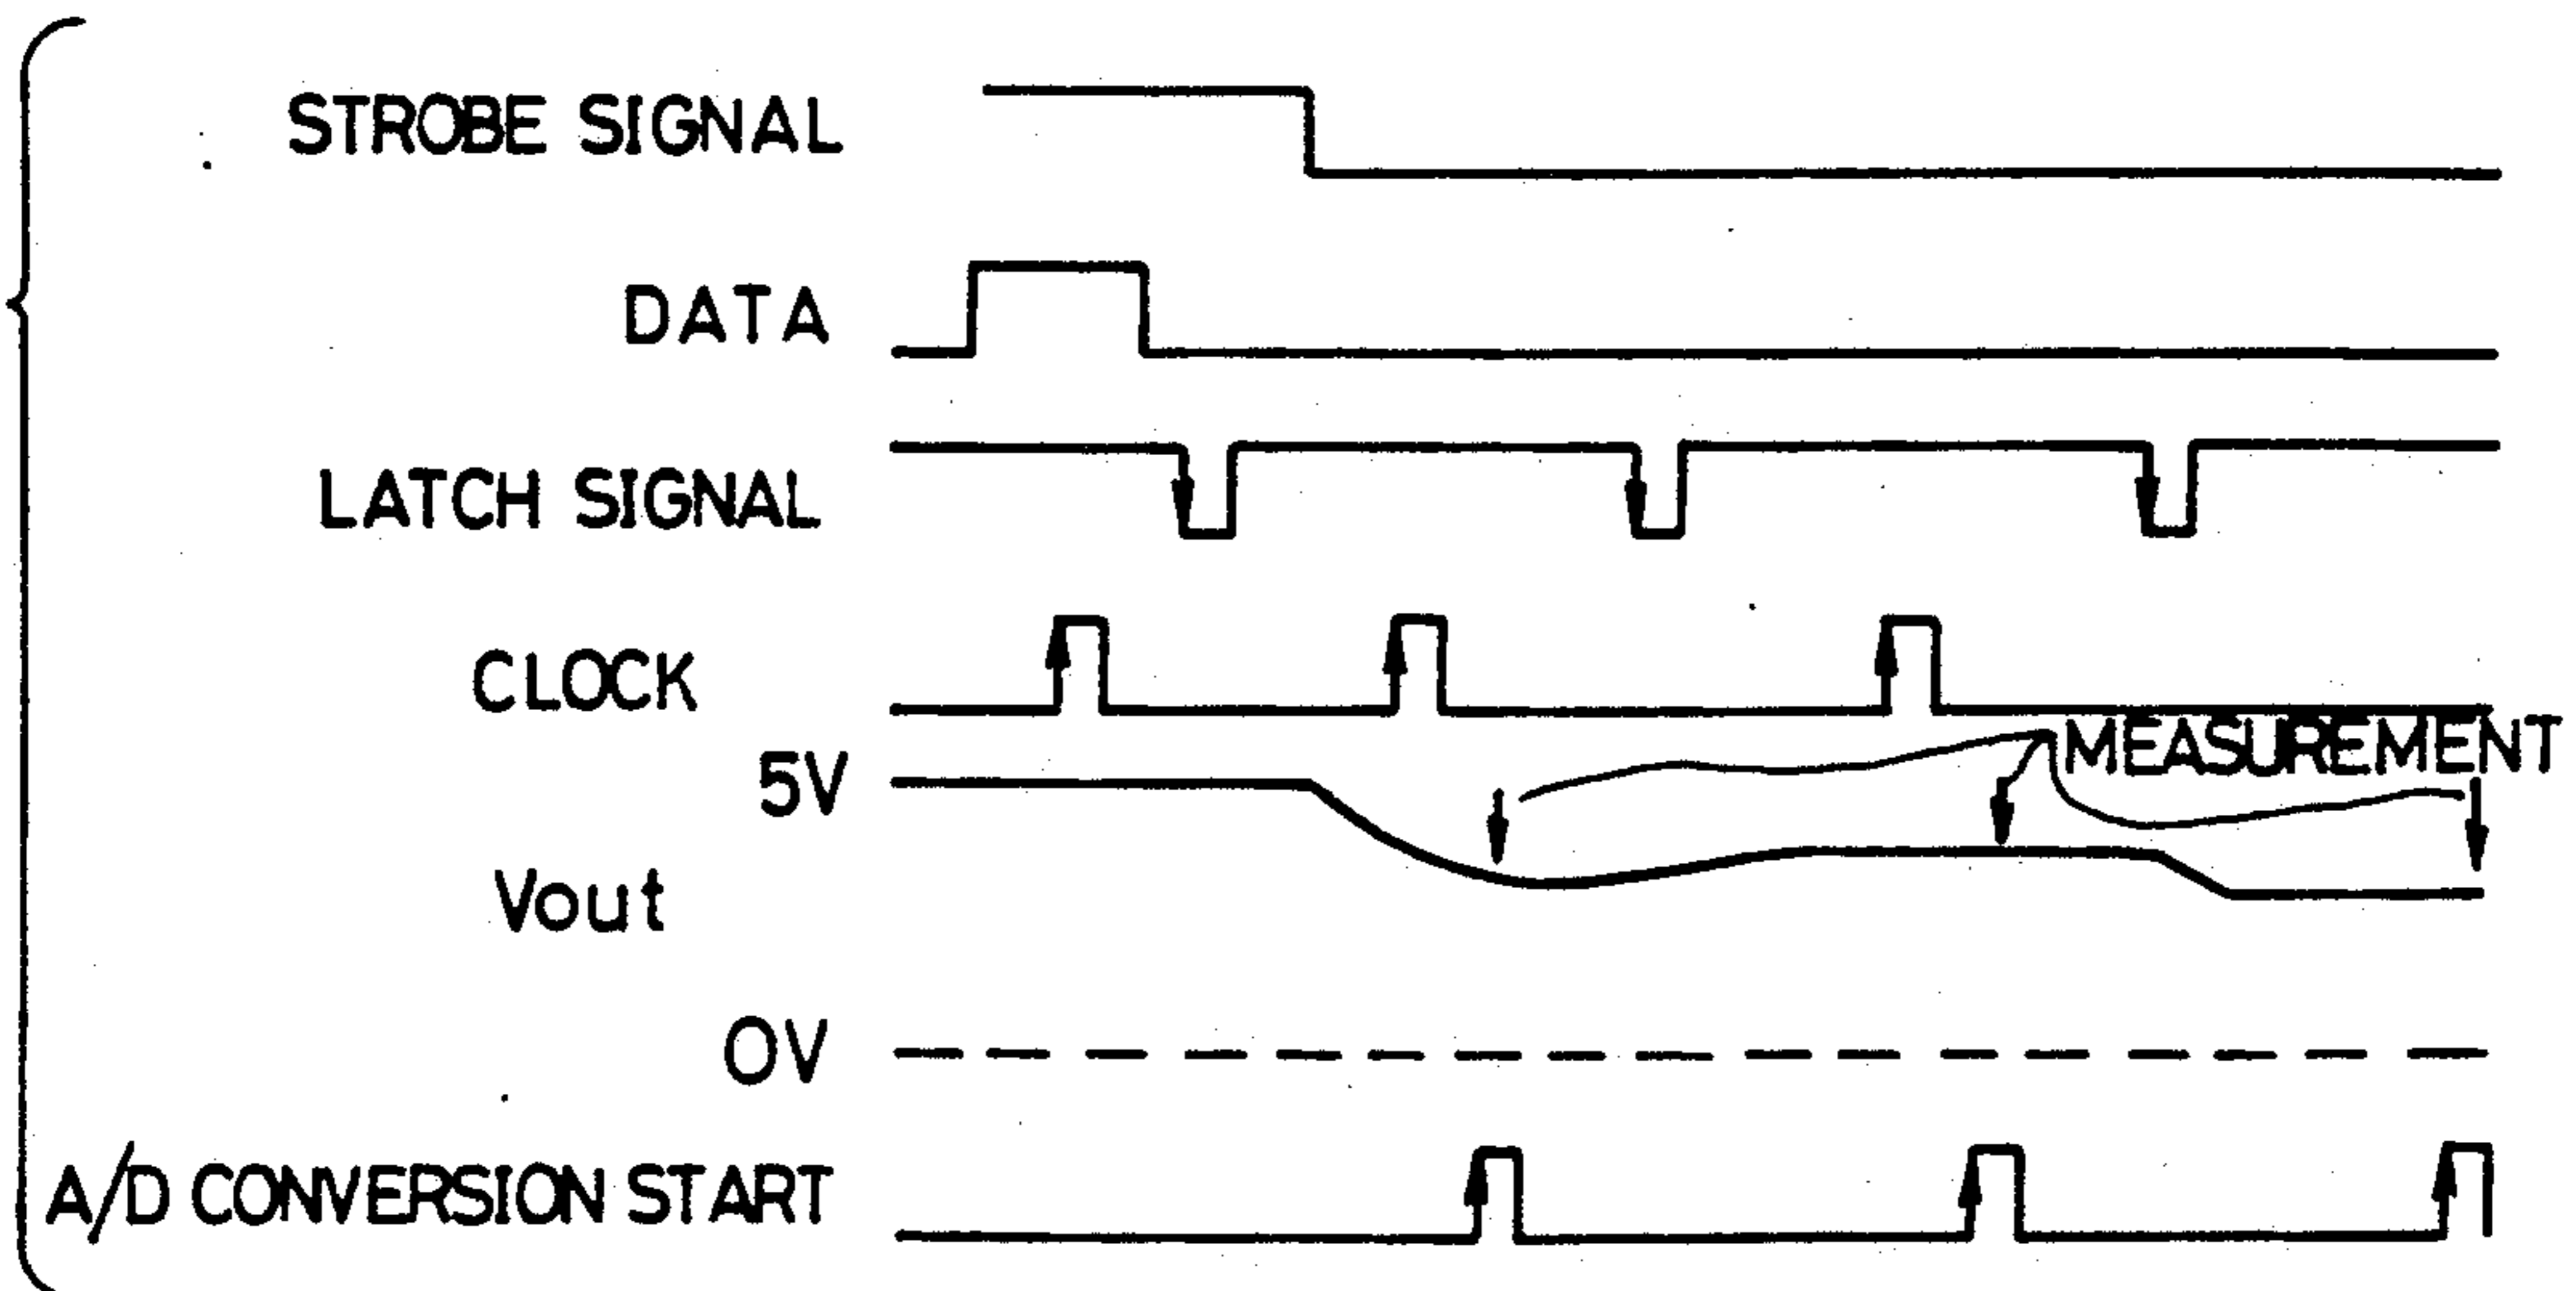 STROBE SIGNAL
DATA
LATCH SIGNAL
CLOCK
MEASUREMENT
5V
Vout
0V
A/D CONVERSION START